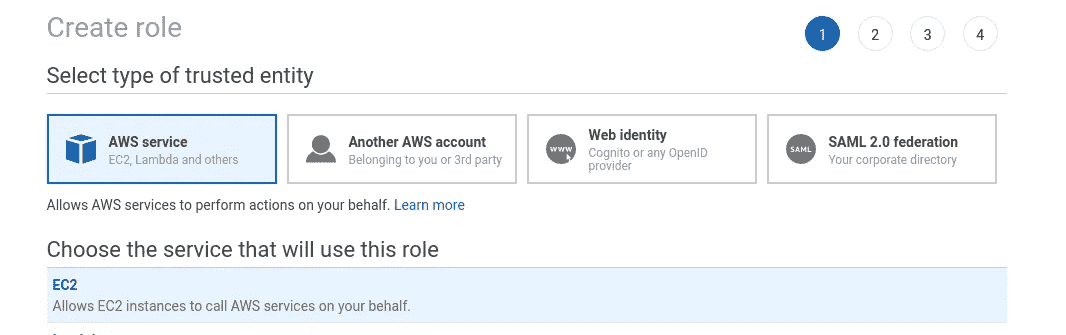 Create role
1 2 3 4
Select type of trusted entity
AWS service
EC2, Lambda and others
Another AWS account
Belonging to you or 3rd party
WWW
Web identity
Cognito or any OpenID
provider
SAML
SAML 2.0 federation
Your corporate directory
Allows AWS services to perform actions on your behalf. Learn more
Choose the service that will use this role
EC2
Allows EC2 instances to call AWS services on your behalf.